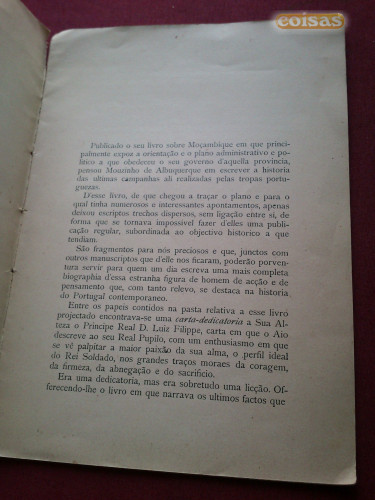 coisas
Publicado o seu livro sobre Moçambique em que princi-
palmente expoz a orientação e o plano administrativo e po-
litico a que obedeceu o seu governo d'aquella provincia,
pensou Mousinho de Albuquerque em escrever a historia
das ultimas campanhas ali realizadas pelas tropas portu-
guezas.
D'esse livro, de que chegou a traçar o plano e para o
qual tinha numerosos e interessantes apontamentos, apenas
deixou escriptos trechos dispersos, sem ligação entre si, de
forma que se tornava impossivel fazer d'elles uma publi-
cação regular, subordinada ao objectivo historico a que
tendiam.
São fragmentos para nós preciosos e que, junctos com
outros manuscriptos que d'elle nos ficaram, poderão porven-
tura servir para quem um dia escreva uma mais completa
biographia d'essa estranha figura de homem de acção e de
pensamento que, com tanto relevo, se destaca na historia
do Portugal contemporaneo.
Entre os papeis contidos na pasta relativa a esse livro
projectado encontrava-se uma carta-dedicatoria a Sua Al-
teza o Principe Real D. Luiz Filippe, carta em que o Aio
descreve ao seu Real Pupilo, com um enthusiasmo em que
se vê palpitar a maior paixão da sua alma, o perfil ideal
do Rei Soldado, nos grandes traços moraes da coragem,
da firmeza, da abnegação e do sacrificio.
Era uma dedicatoria, mas era sobretudo uma licção. Of-
ferecendo-lhe o livro em que narrava os ultimos factos que